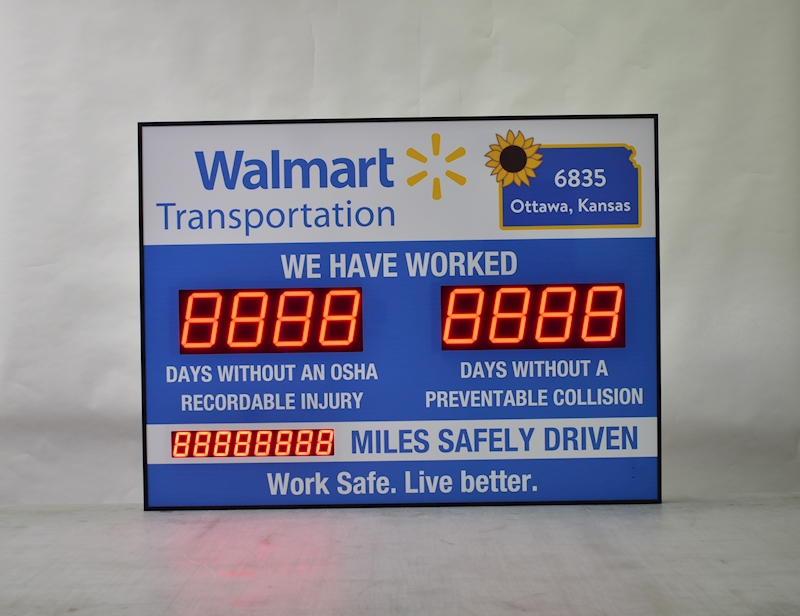 Walmart
Transportation
6835
Ottawa, Kansas
WE HAVE WORKED
8888
8888
DAYS WITHOUT AN OSHA
RECORDABLE INJURY
DAYS WITHOUT A
PREVENTABLE COLLISION
88888888 MILES SAFELY DRIVEN
Work Safe. Live better.